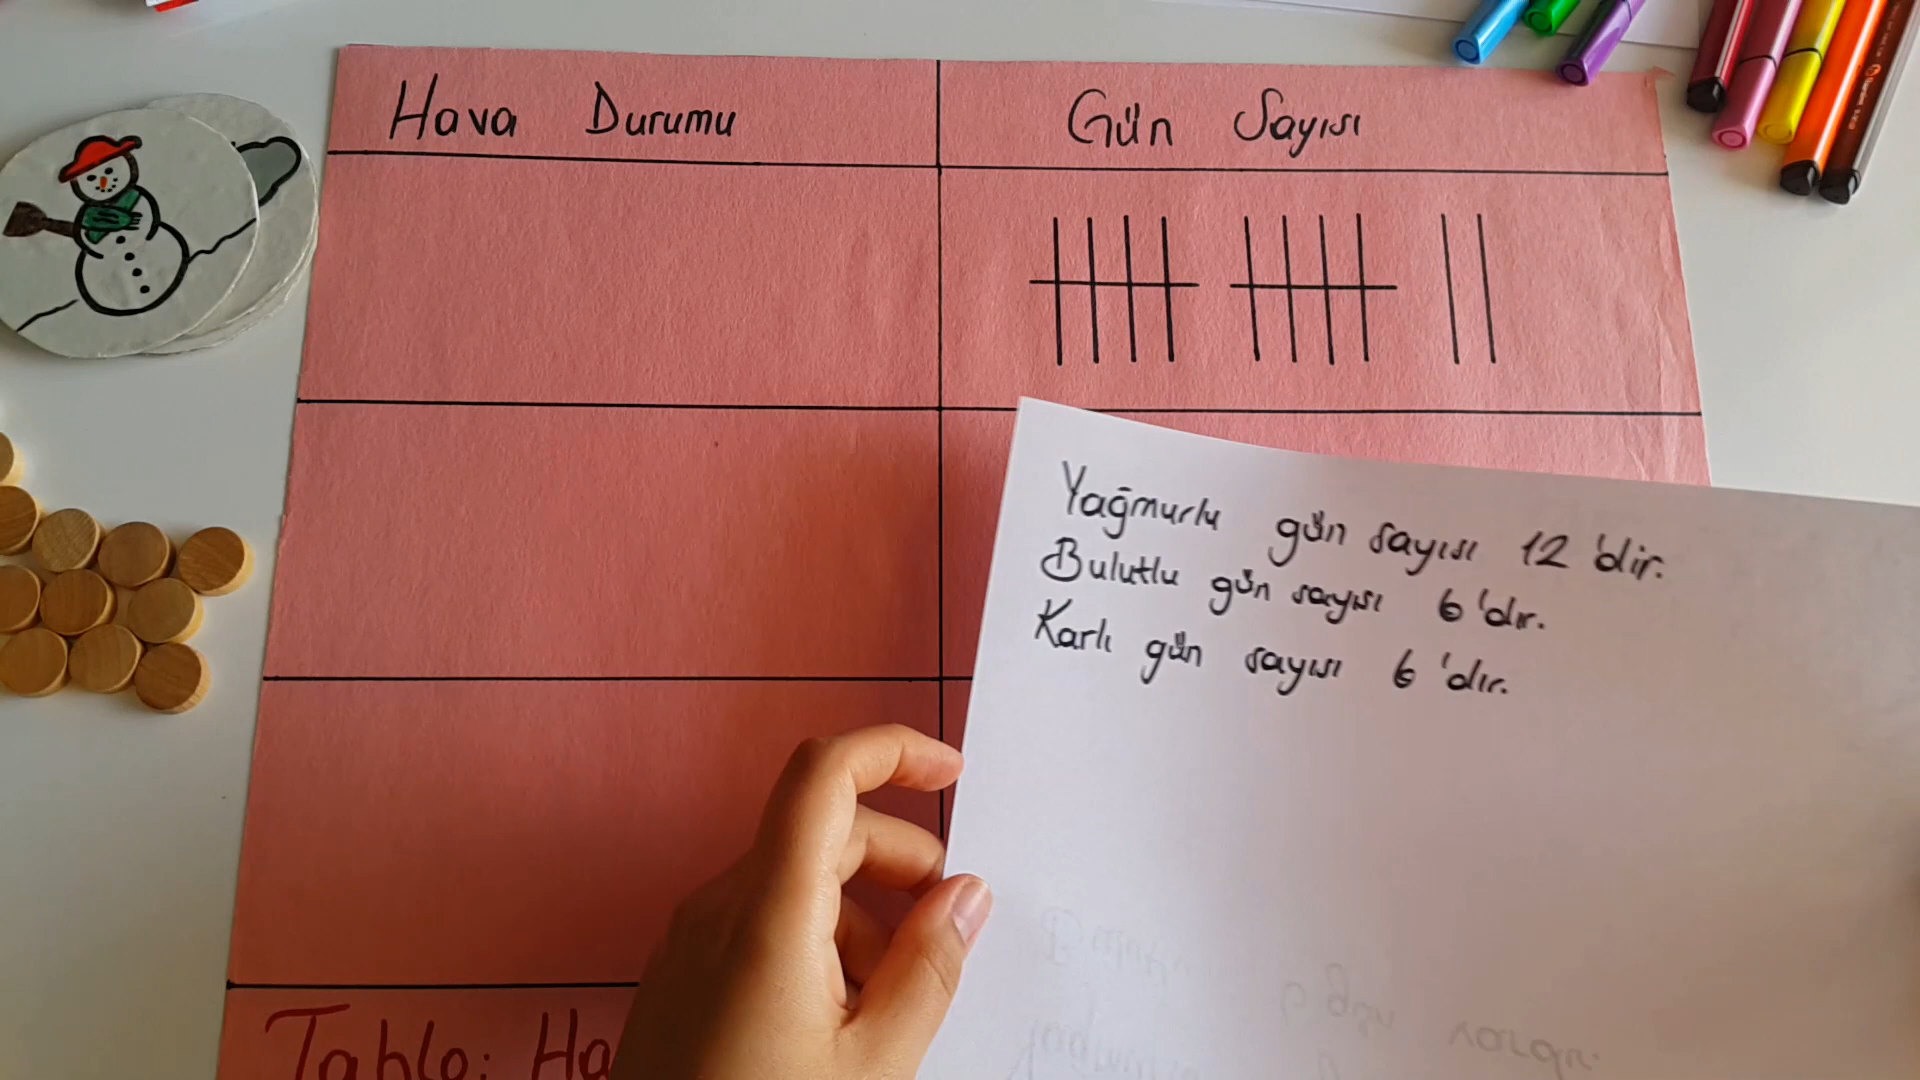 Hava Durumu
Gün Sayısı
Yağmurlu gün sayısı 12'dir.
Bulutlu gün sayısı 6'dır.
Karlı gün sayısı 6'dır.
Tablo: Ha